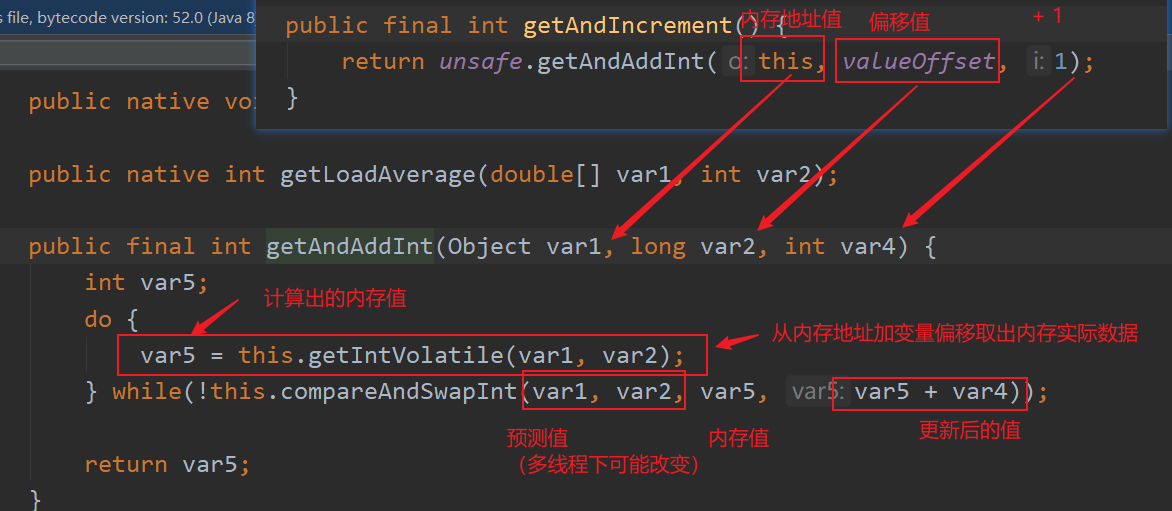 s file, bytecode version: 52.0 (Java 8
内存地址值 偏移值 + 1
public final int getAndIncrement() {
return unsafe.getAndAddInt( o: this, valueOffset, i: 1);
}
public native vo
public native int getLoadAverage(double[] var1, int var2);
public final int getAndAddInt(Object var1, long var2, int var4) {
int var5;
计算出的内存值
do {
从内存地址加变量偏移取出内存实际数据
var5 = this.getIntVolatile(var1, var2);
} while(!this.compareAndSwapInt(var1, var2, var5, var5: var5 + var4));
预测值 内存值 更新后的值
（多线程下可能改变）
return var5;
}